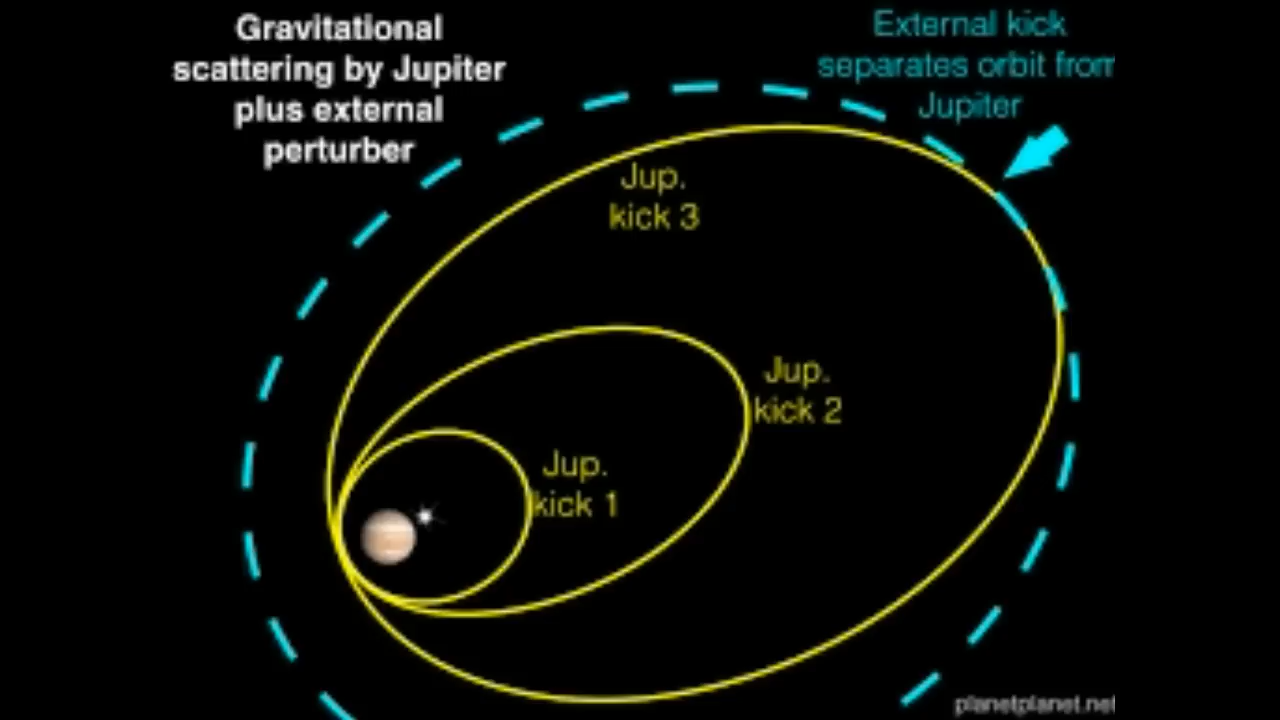 Gravitational
scattering by Jupiter
plus external
perturber
External kick
separates orbit from
Jupiter
Jup.
kick 3
Jup.
kick 2
Jup.
kick 1
planetplanet.net